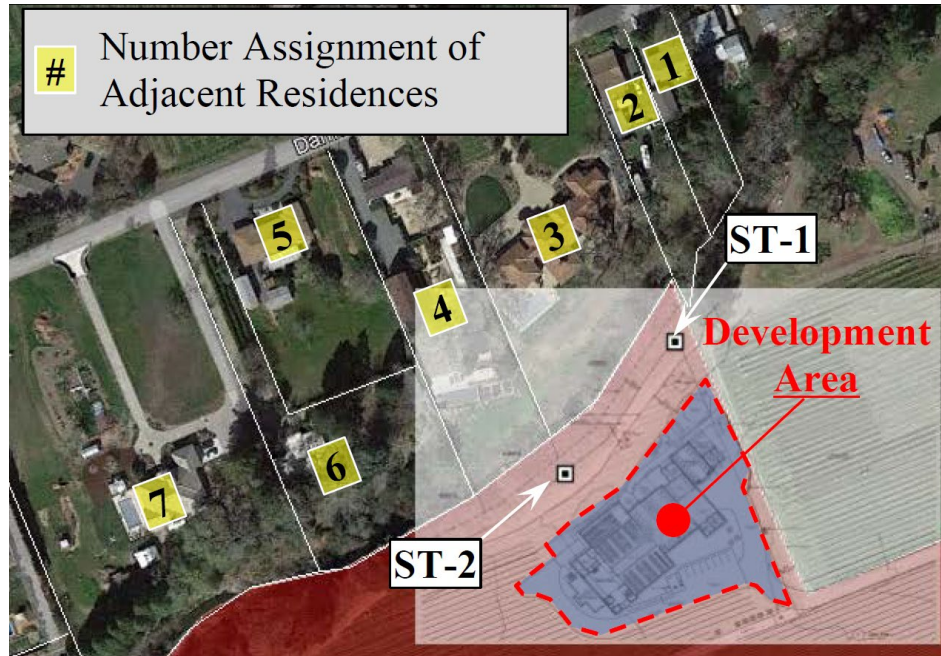 # Number Assignment of
Adjacent Residences
1
2
3
4
5
6
7
ST-1
Development
Area
ST-2